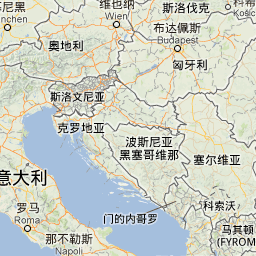 尼黑
nchen
维也纳
Wien
斯洛伐克
布达佩斯
Budapest
奥地利
匈牙利
斯洛文尼亚
克罗地亚
波斯尼亚
黑塞哥维那
塞尔维亚
意大利
罗马
Roma
门的内哥罗
科索沃
马其顿
(FYROM
那不勒斯
Napoli